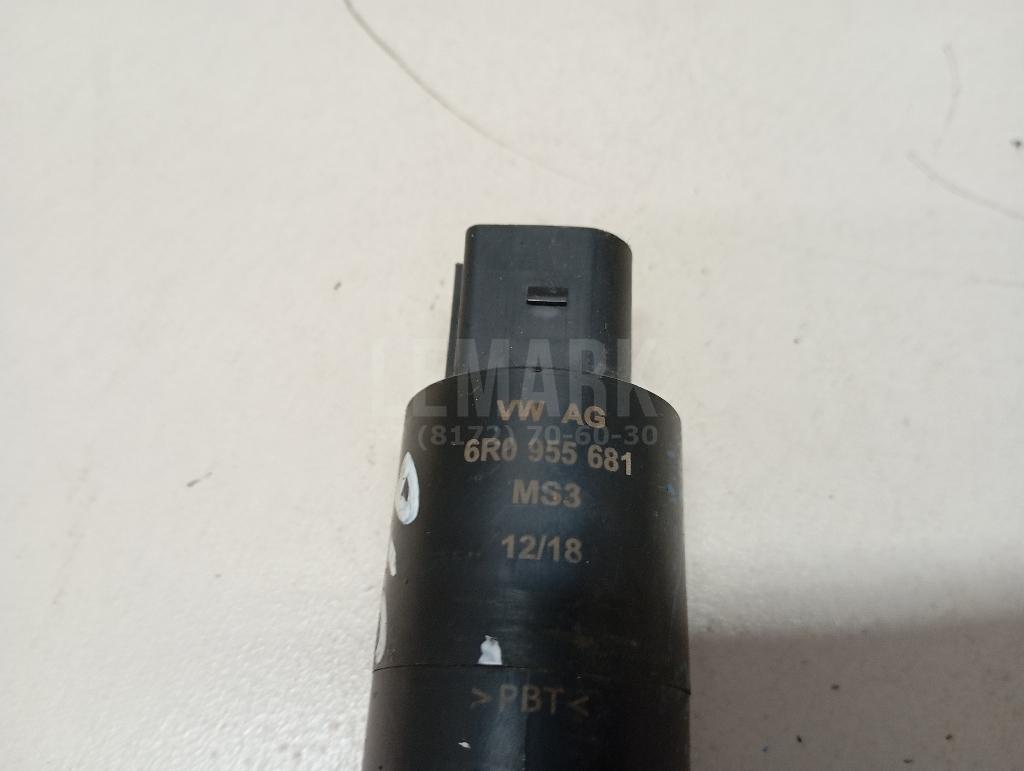 LEMARK
VW AG
(8172) 70-60-30
6R0 955 681
MS3
12/18
>PBT<